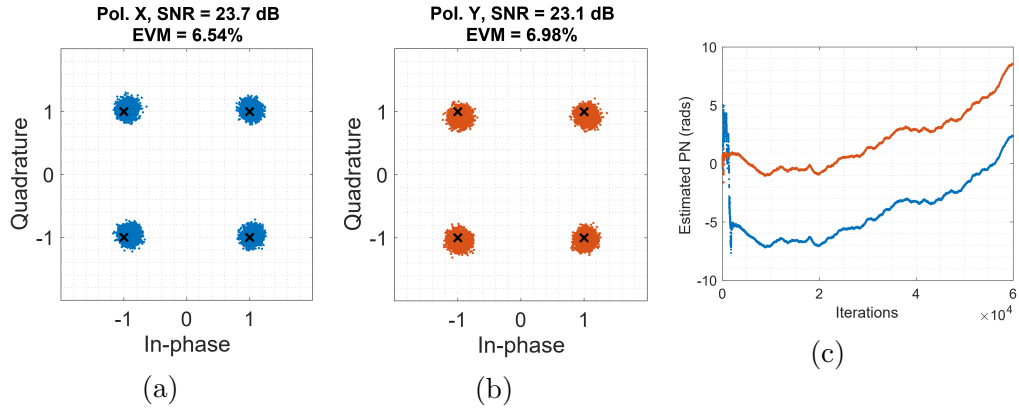 Pol. X, SNR = 23.7 dB
EVM = 6.54%
Quadrature
1
0
-1
-1
0
1
In-phase
(a)
Pol. Y, SNR = 23.1 dB
EVM = 6.98%
Quadrature
1
0
-1
-1
0
1
In-phase
(b)
Estimated PN (rads)
10
5
0
-5
-10
0
2
4
6
Iterations
×10⁴
(c)